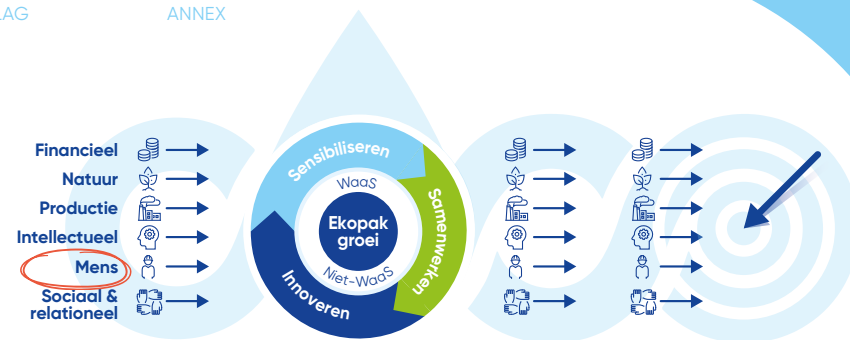 LAG
ANNEX
Financieel
Natuur
Productie
Intellectueel
Mens
Sociaal &
relationeel
Sensibiliseren
Samenwerken
Innoveren
WaaS
Ekopak
groei
Niet-WaaS